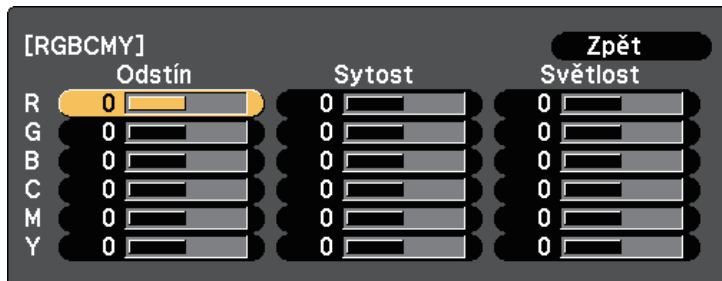 [RGBCMY] Zpět
Odstín Sytost Světlost
R 0 0 0
G 0 0 0
B 0 0 0
C 0 0 0
M 0 0 0
Y 0 0 0